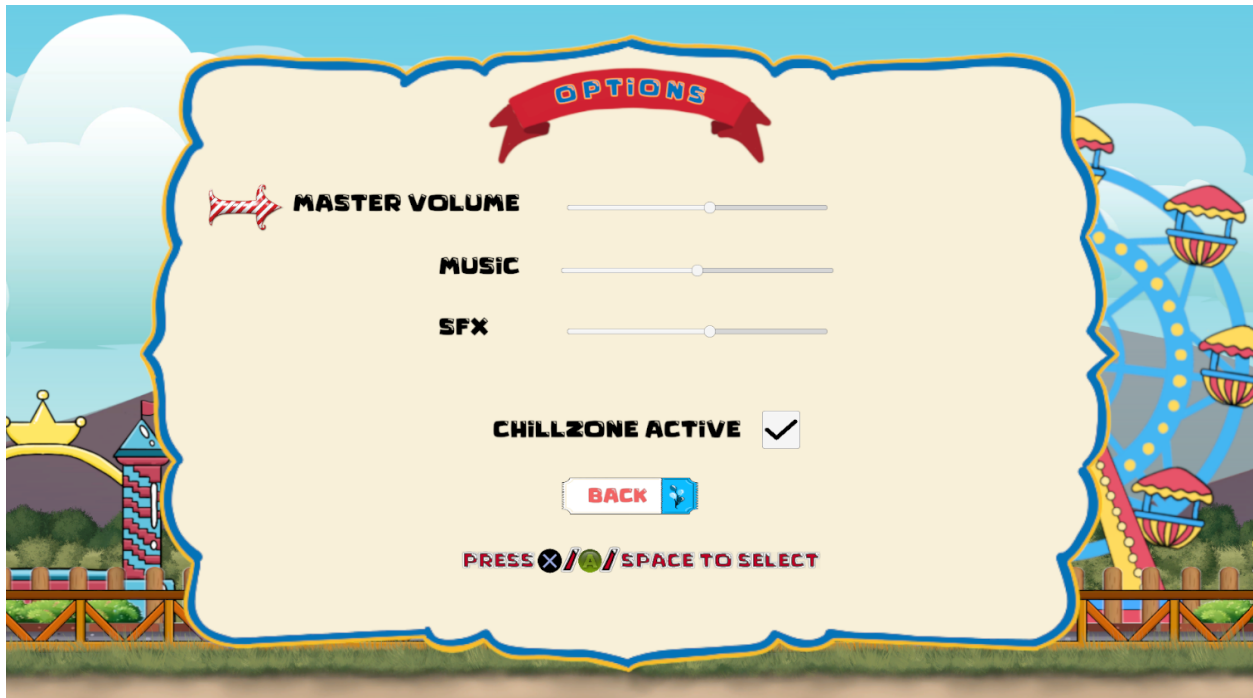 OPTIONS
MASTER VOLUME
MUSIC
SFX
CHILLZONE ACTIVE
BACK
PRESS X/A/SPACE TO SELECT